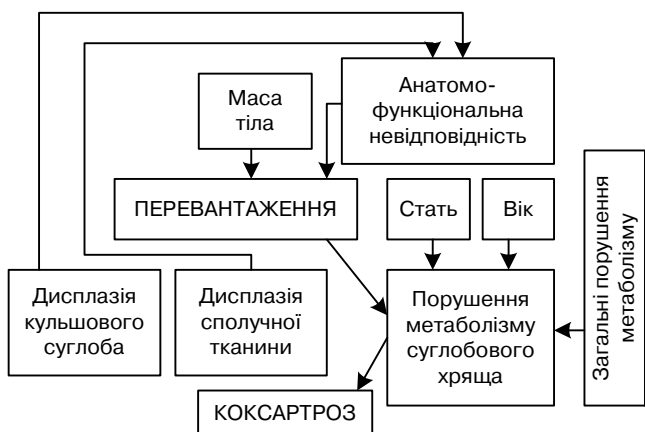 Анатомо-
функціональна
невідповідність
Маса
тіла
ПЕРЕВАНТАЖЕННЯ
Стать
Вік
Загальні порушення
метаболізму
Дисплазія
кульшового
суглоба
Дисплазія
сполучної
тканини
Порушення
метаболізму
суглобового
хряща
КОКСАРТРОЗ